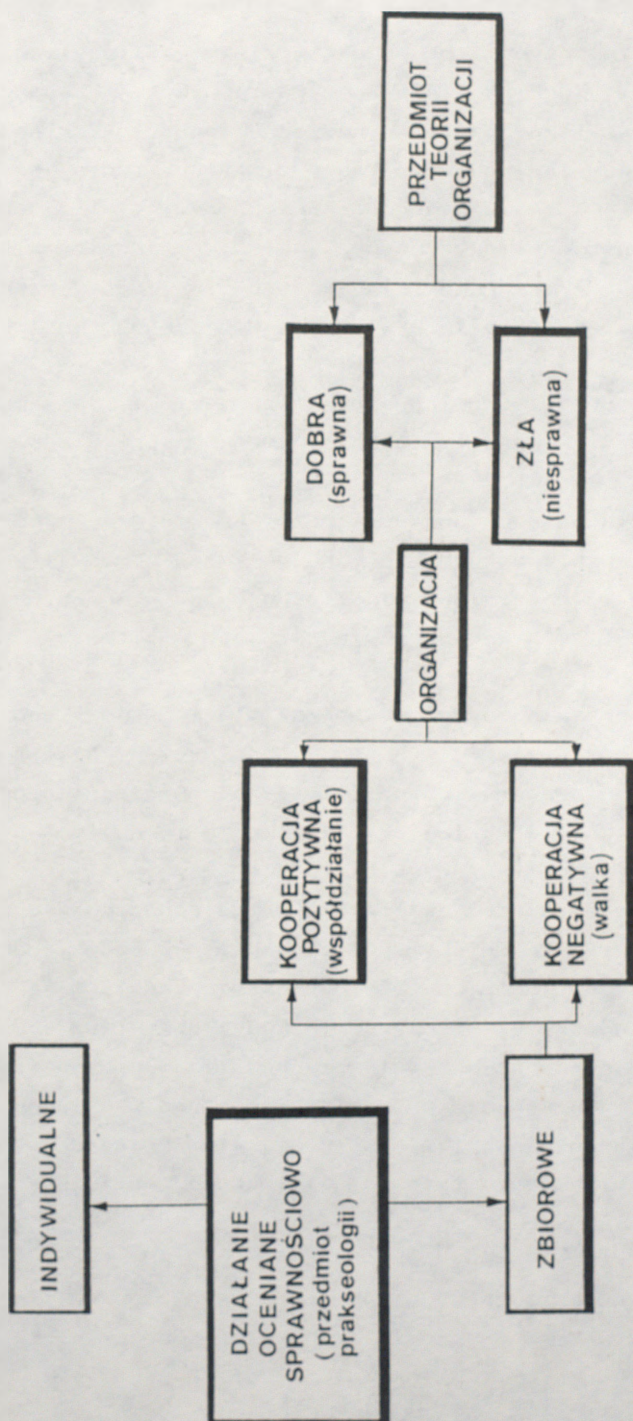 INDYWIDUALNE
DZIAŁANIE
OCENIANE
SPRAWNOŚCIOWO
( przedmiot
prakseologii )
ZBIOROWE
KOOPERACJA
POZYTYWNA
(współdziałanie)
KOOPERACJA
NEGATYWNA
(walka)
ORGANIZACJA
DOBRA
(sprawna)
ZŁA
(niesprawna)
PRZEDMIOT
TEORII
ORGANIZACJI